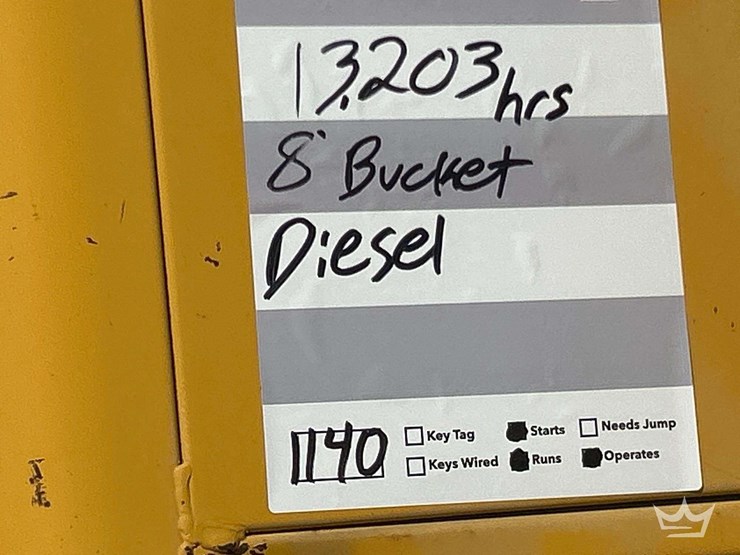 13,203 hrs
8' Bucket
Diesel
1140
Key Tag Starts Needs Jump
Keys Wired Runs Operates